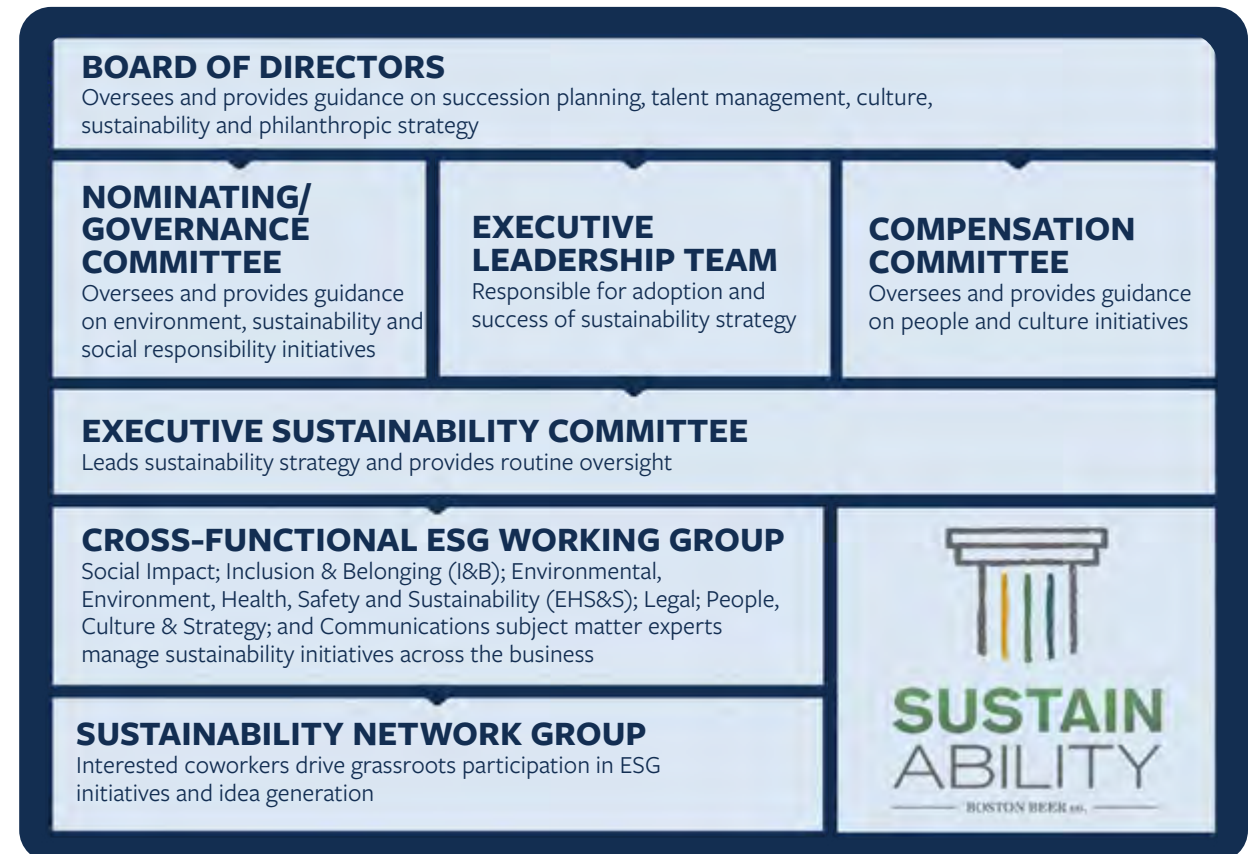 BOARD OF DIRECTORS
Oversees and provides guidance on succession planning, talent management, culture,
sustainability and philanthropic strategy
NOMINATING/
GOVERNANCE
COMMITTEE
Oversees and provides guidance
on environment, sustainability and
social responsibility initiatives
EXECUTIVE
LEADERSHIP TEAM
Responsible for adoption and
success of sustainability strategy
COMPENSATION
COMMITTEE
Oversees and provides guidance
on people and culture initiatives
EXECUTIVE SUSTAINABILITY COMMITTEE
Leads sustainability strategy and provides routine oversight
CROSS-FUNCTIONAL ESG WORKING GROUP
Social Impact; Inclusion & Belonging (I&B); Environmental,
Environment, Health, Safety and Sustainability (EHS&S); Legal; People,
Culture & Strategy; and Communications subject matter experts
manage sustainability initiatives across the business
SUSTAINABILITY NETWORK GROUP
Interested coworkers drive grassroots participation in ESG
initiatives and idea generation
SUSTAIN
ABILITY
BOSTON BEER co.